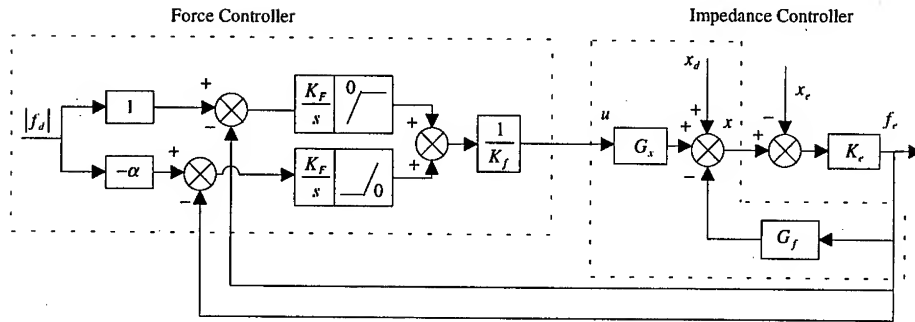 Force Controller
Impedance Controller
|f_d|
1
+
−
K_F
s
0
+
x_d
x_e
−α
+
−
K_F
s
0
+
1
K_f
u
G_x
+
+
−
x
+
−
K_e
f_e
G_f